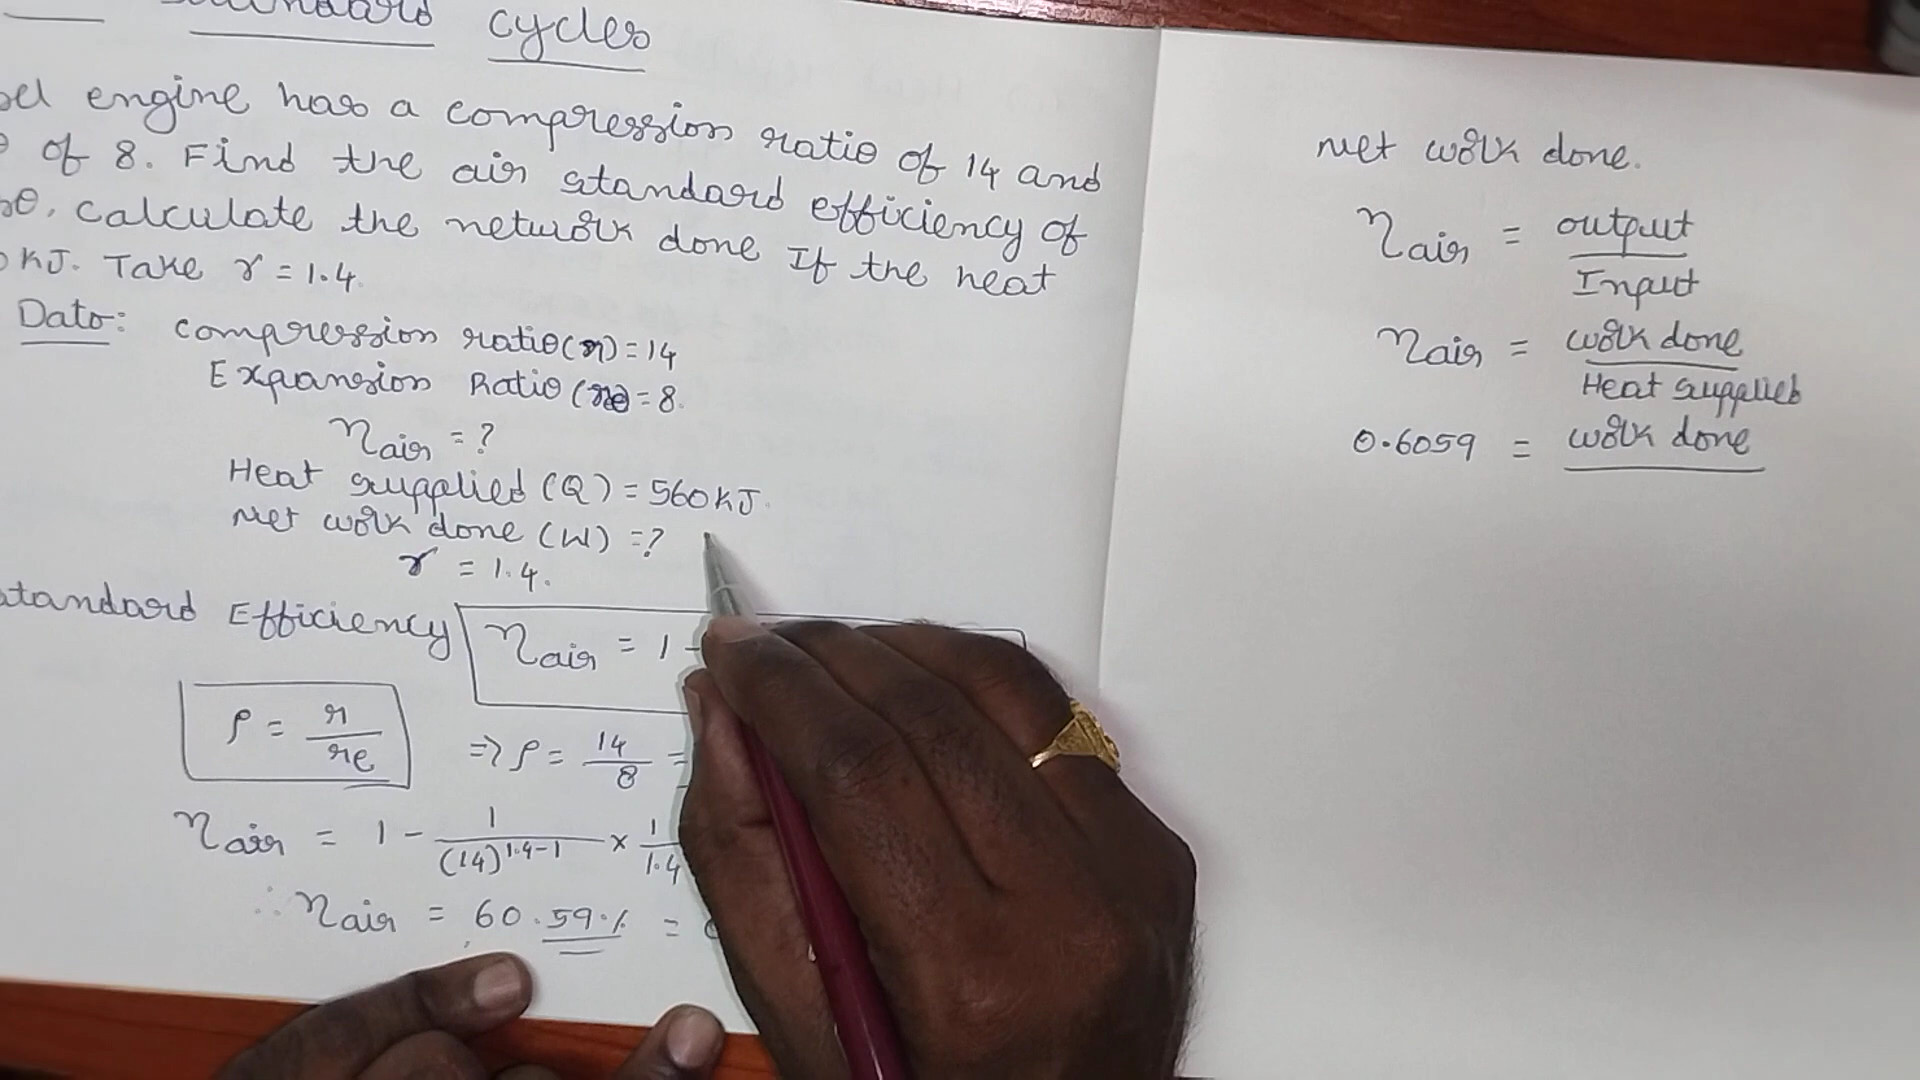 cycles
engine has a compression ratio of 14 and
of 8. Find the air standard efficiency of
calculate the network done If the heat
KJ. Take γ = 1.4.
Data: compression ratio (r) = 14
Expansion Ratio (re) = 8.
ηair = ?
Heat supplied (Q) = 560 KJ.
Net work done (W) = ?
γ = 1.4.
standard Efficiency ηair = 1 -
ρ = r/re ⇒ ρ = 14/8 =
ηair = 1 - 1/(14)^1.4-1 × 1/1.4
∴ ηair = 60.59% =
Net work done.
ηair = output/Input
ηair = work done/Heat supplied
0.6059 = work done